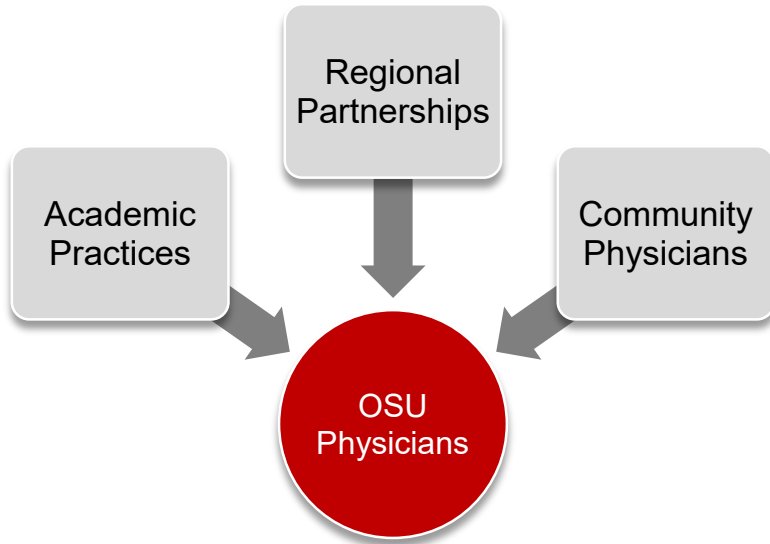 Regional
Partnerships
Academic
Practices
Community
Physicians
OSU
Physicians